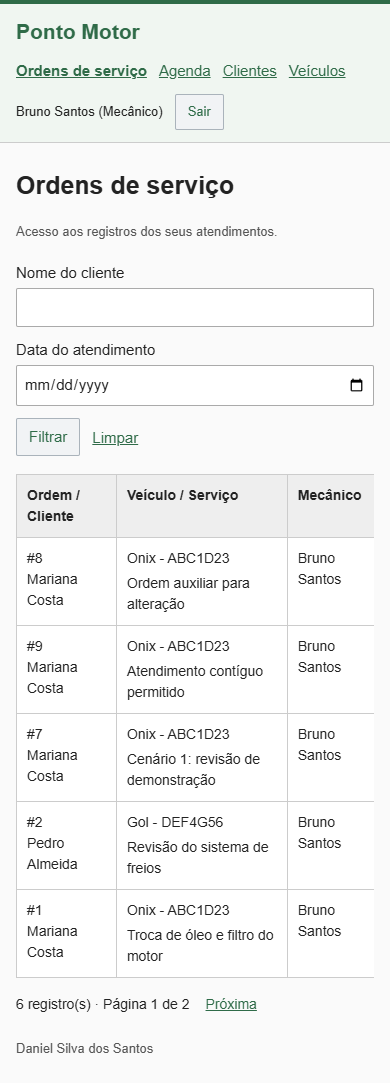 Ponto Motor
Ordens de serviço Agenda Clientes Veículos
Bruno Santos (Mecânico) Sair
Ordens de serviço
Acesso aos registros dos seus atendimentos.
Nome do cliente
Data do atendimento
mm/dd/yyyy
Filtrar Limpar
Ordem / Veículo / Serviço Mecânico
Cliente
#8 Onix - ABC1D23 Bruno
Mariana Ordem auxiliar para Santos
Costa alteração
#9 Onix - ABC1D23 Bruno
Mariana Atendimento contíguo Santos
Costa permitido
#7 Onix - ABC1D23 Bruno
Mariana Cenário 1: revisão de Santos
Costa demonstração
#2 Gol - DEF4G56 Bruno
Pedro Revisão do sistema de Santos
Almeida freios
#1 Onix - ABC1D23 Bruno
Mariana Troca de óleo e filtro do Santos
Costa motor
6 registro(s) · Página 1 de 2 Próxima
Daniel Silva dos Santos